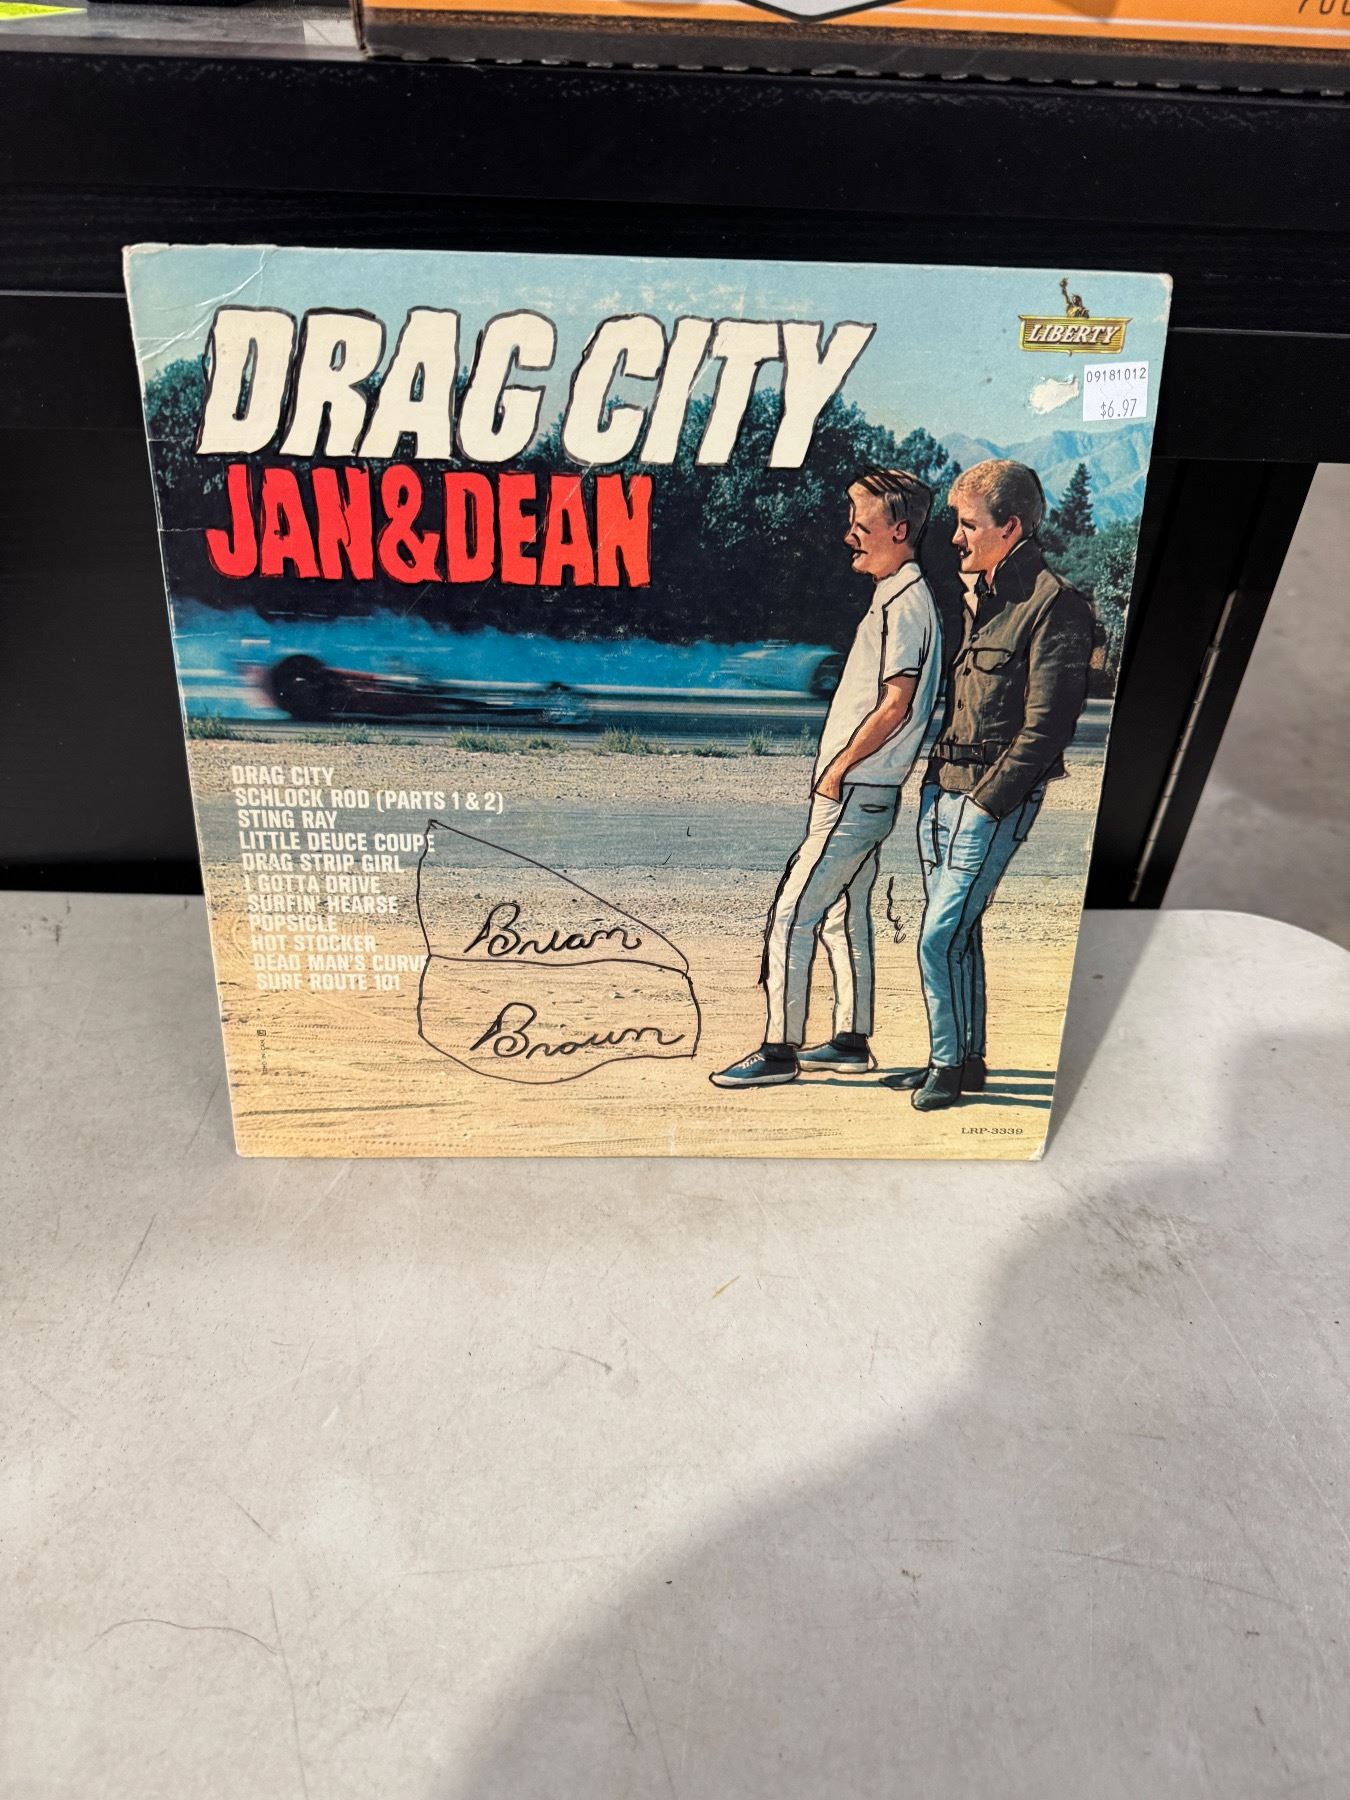 DRAG CITY
JAN & DEAN
LIBERTY
09181012
$6.97
DRAG CITY
SCHLOCK ROD (PARTS 1 & 2)
STING RAY
LITTLE DEUCE COUPE
DRAG STRIP GIRL
I GOTTA DRIVE
SURFIN' HEARSE
POPSICLE
HOT STOCKER
DEAD MAN'S CURVE
SURF ROUTE 101
Brian
Brown
LRP-3339